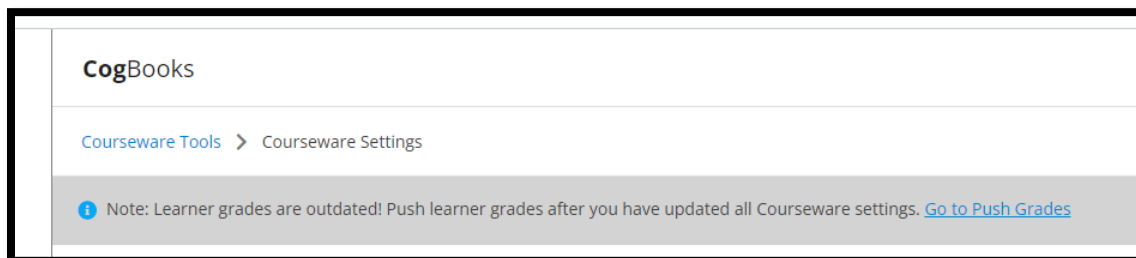 CogBooks
Courseware Tools > Courseware Settings
Note: Learner grades are outdated! Push learner grades after you have updated all Courseware settings. Go to Push Grades